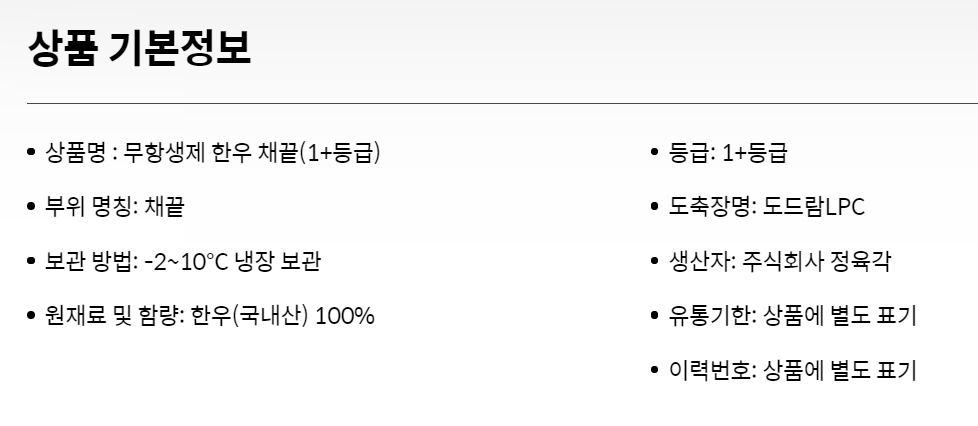 상품 기본정보
• 상품명 : 무항생제 한우 채끝(1+등급)
• 부위 명칭: 채끝
• 보관 방법: -2~10°C 냉장 보관
• 원재료 및 함량: 한우(국내산) 100%
• 등급: 1+등급
• 도축장명: 도드람LPC
• 생산자: 주식회사 정육각
• 유통기한: 상품에 별도 표기
• 이력번호: 상품에 별도 표기